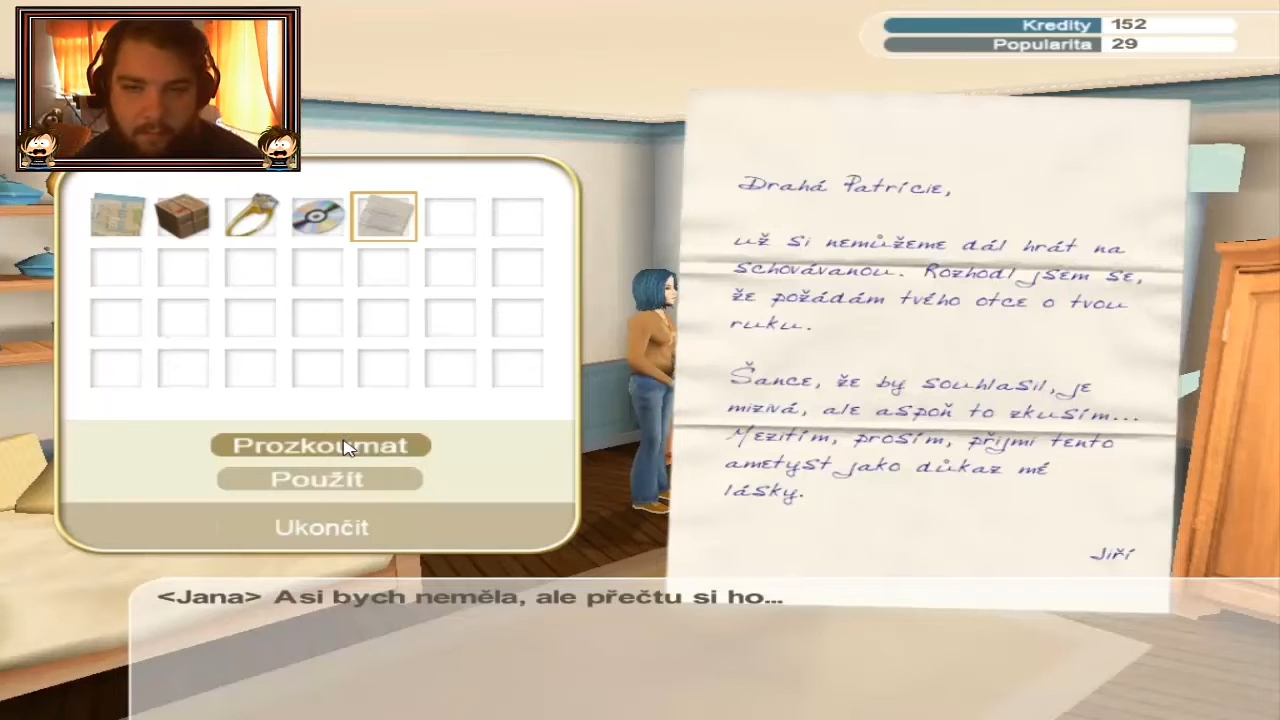 Kredity 152
Popularita 29
Drahá Patrície,
už si nemůžeme dál hrát na
schovávanou. Rozhodl jsem se,
že požádám tvého otce o tvou
ruku.
Šance, že by souhlasil, je
mizivá, ale aspoň to zkusím...
Mezitím, prosím, přijmi tento
ametyst jako důkaz mé
lásky.
Jiří
Prozkoumat
Použít
Ukončit
<Jana> Asi bych neměla, ale přečtu si ho...